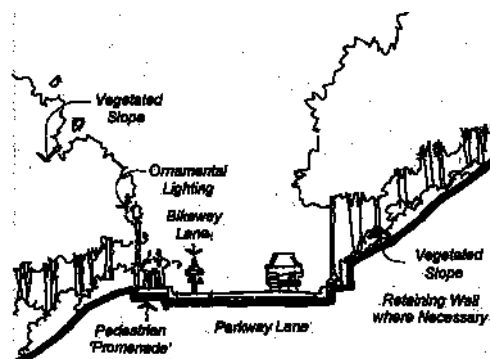 Vegetated
Slope
Ornamental
Lighting
Bikeway
Lane
Vegetated
Slope
Retaining Wall
where Necessary
Parkway Lane
Pedestrian
'Promenade'